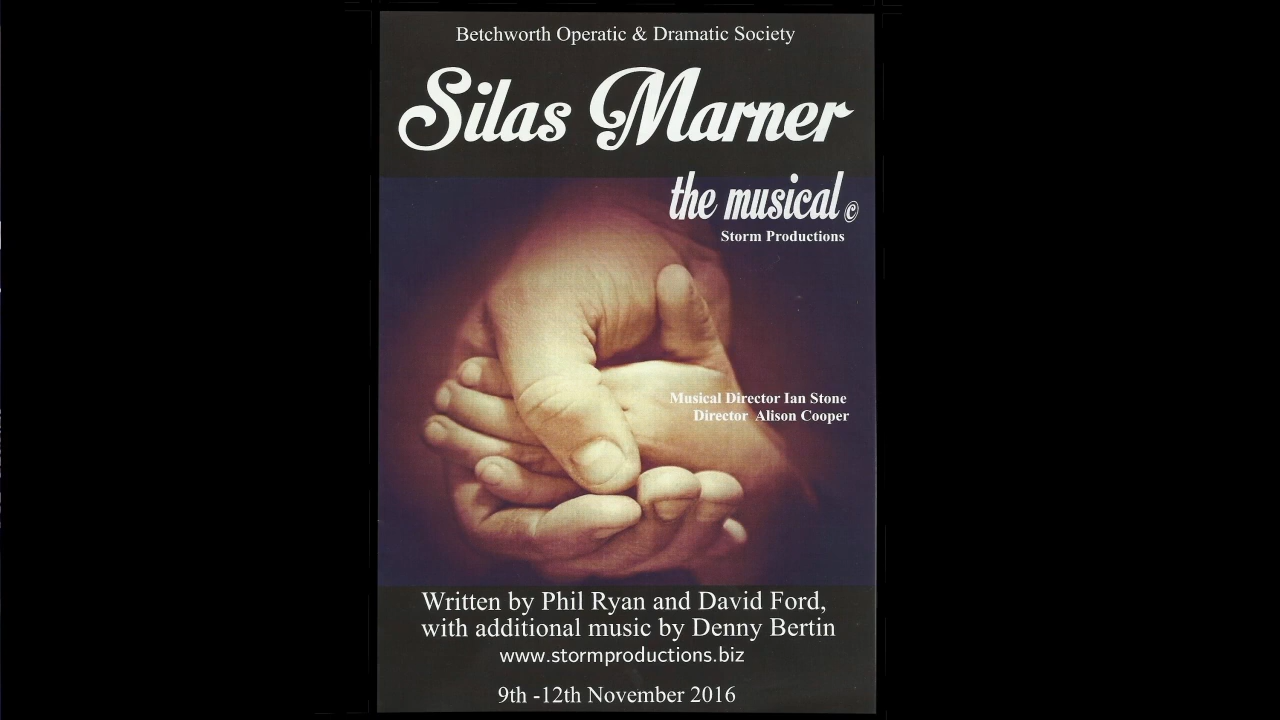 Betchworth Operatic & Dramatic Society
Silas Marner
the musical ©
Storm Productions
Musical Director Ian Stone
Director Alison Cooper
Written by Phil Ryan and David Ford,
with additional music by Denny Bertin
www.stormproductions.biz
9th -12th November 2016